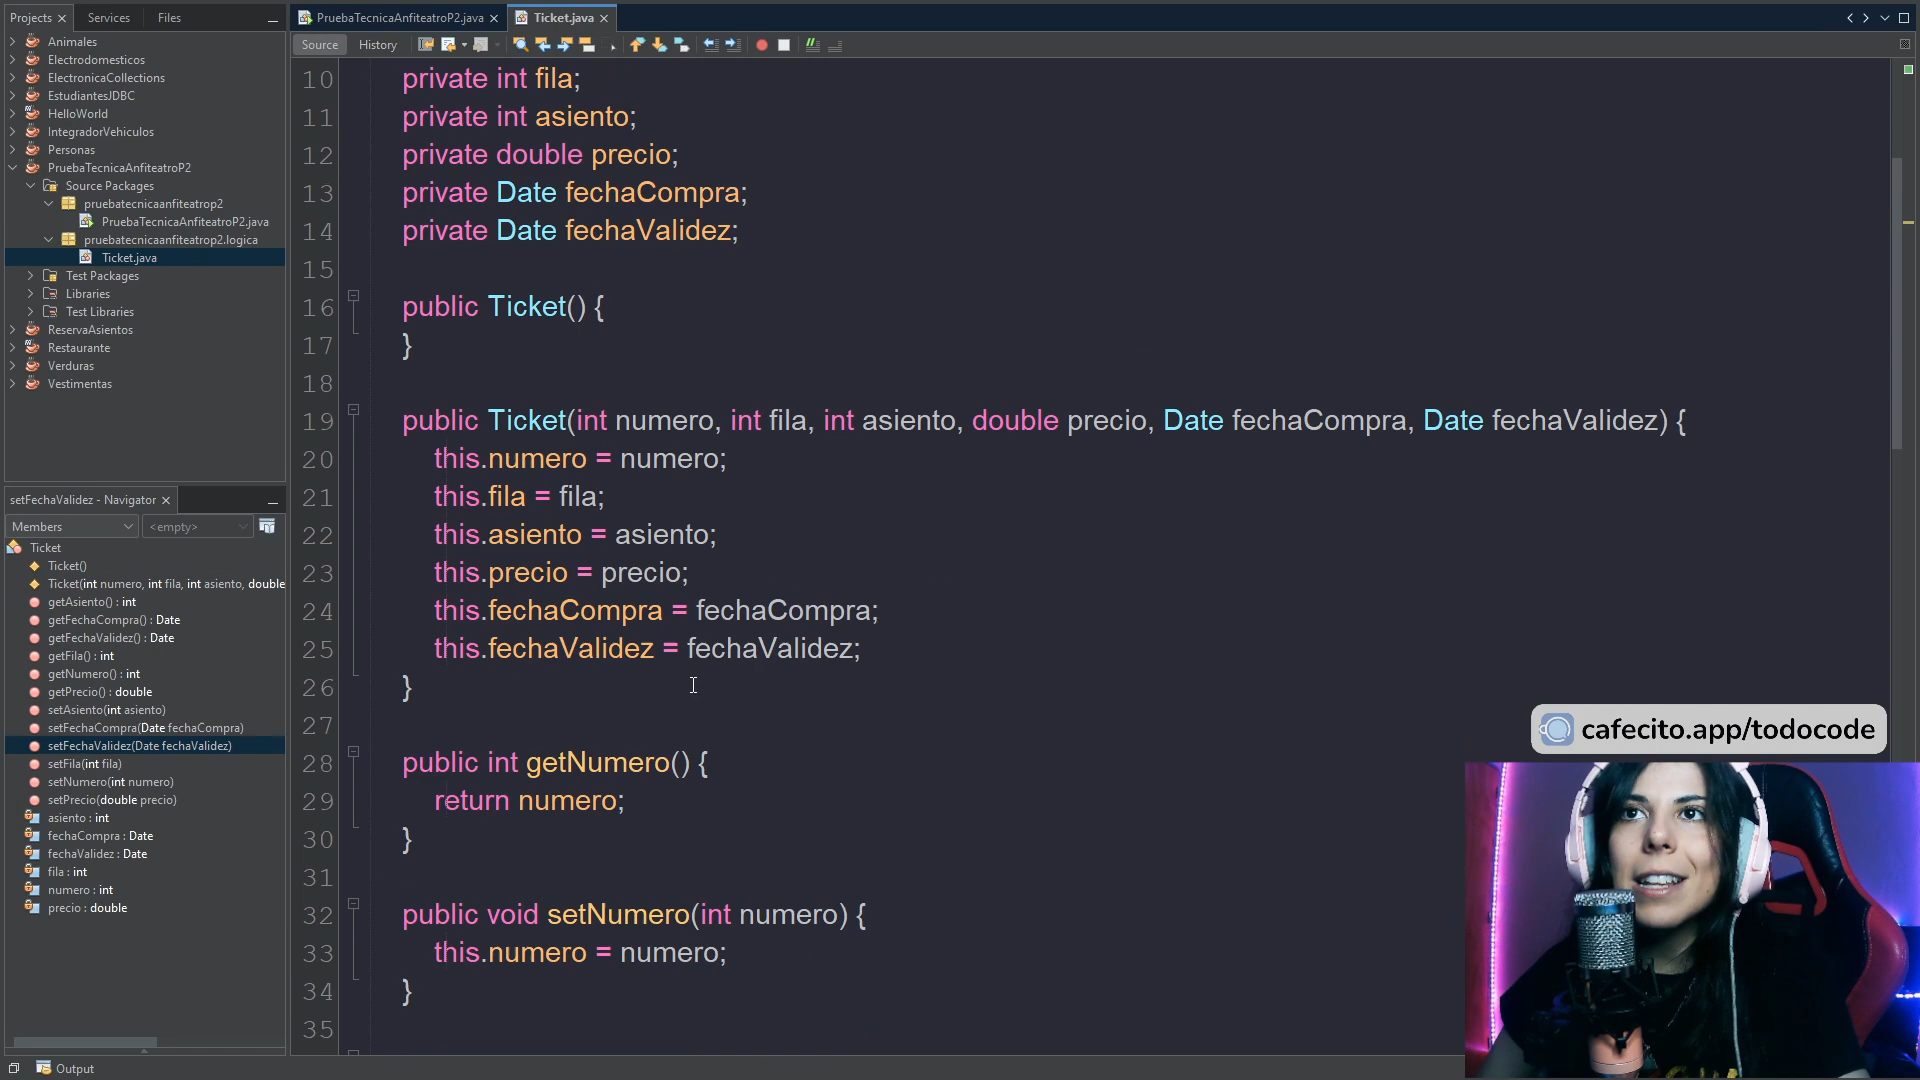 Projects
Services
Files
Animales
Electrodomesticos
ElectronicaCollections
EstudiantesJDBC
HelloWorld
IntegradorVehiculos
Personas
PruebaTecnicaAnfiteatroP2
Source Packages
pruebatecnicaanfiteatrop2
PruebaTecnicaAnfiteatroP2.java
pruebatecnicaanfiteatrop2.logica
Ticket.java
Test Packages
Libraries
Test Libraries
ReservaAsientos
Restaurante
Verduras
Vestimentas
setFechaValidez - Navigator
Members
<empty>
Ticket
Ticket()
Ticket(int numero, int fila, int asiento, double
getAsiento() : int
getFechaCompra() : Date
getFechaValidez() : Date
getFila() : int
getNumero() : int
getPrecio() : double
setAsiento(int asiento)
setFechaCompra(Date fechaCompra)
setFechaValidez(Date fechaValidez)
setFila(int fila)
setNumero(int numero)
setPrecio(double precio)
asiento : int
fechaCompra : Date
fechaValidez : Date
fila : int
numero : int
precio : double
Output
PruebaTecnicaAnfiteatroP2.java
Ticket.java
Source
History
10 private int fila;
11 private int asiento;
12 private double precio;
13 private Date fechaCompra;
14 private Date fechaValidez;
15
16 public Ticket() {
17 }
18
19 public Ticket(int numero, int fila, int asiento, double precio, Date fechaCompra, Date fechaValidez) {
20 this.numero = numero;
21 this.fila = fila;
22 this.asiento = asiento;
23 this.precio = precio;
24 this.fechaCompra = fechaCompra;
25 this.fechaValidez = fechaValidez;
26 }
27
28 public int getNumero() {
29 return numero;
30 }
31
32 public void setNumero(int numero) {
33 this.numero = numero;
34 }
35
cafecito.app/todocode